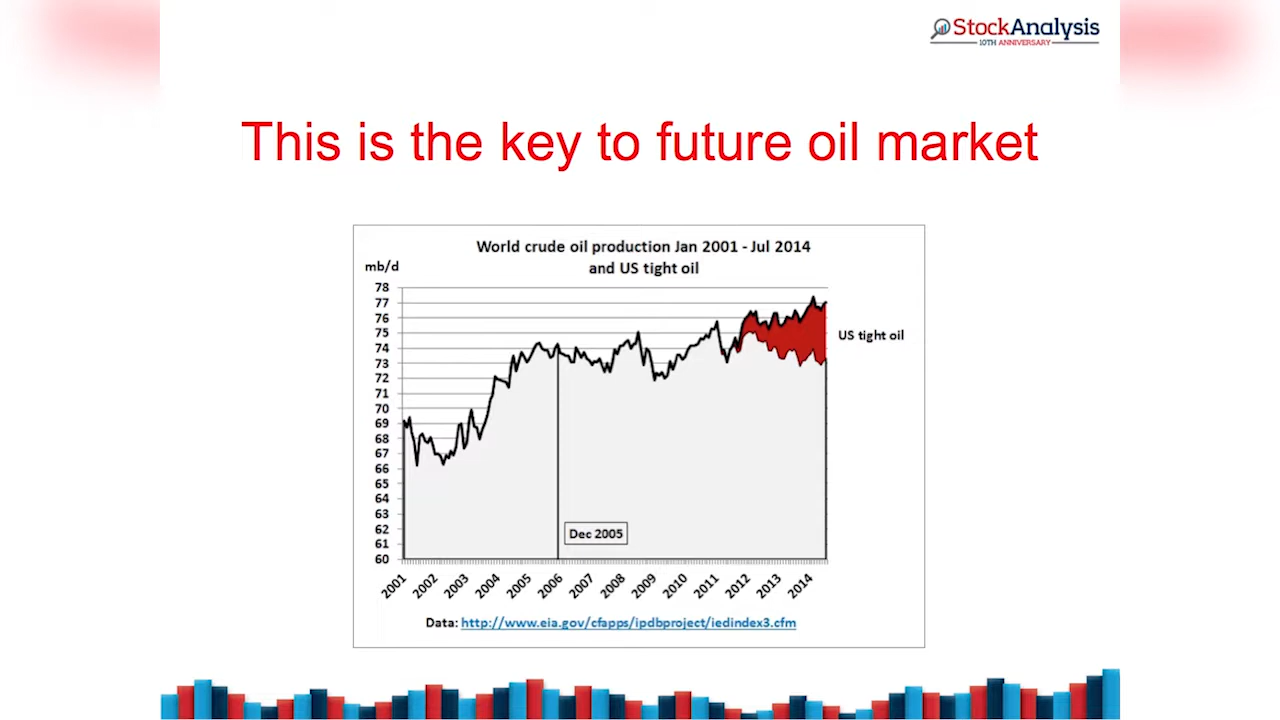 StockAnalysis
10TH ANNIVERSARY
This is the key to future oil market
World crude oil production Jan 2001 - Jul 2014
and US tight oil
mb/d
78
77
76
75
74
73
72
71
70
69
68
67
66
65
64
63
62
61
60
US tight oil
Dec 2005
2001 2002 2003 2004 2005 2006 2007 2008 2009 2010 2011 2012 2013 2014
Data: http://www.eia.gov/cfapps/ipdbproject/iedindex3.cfm